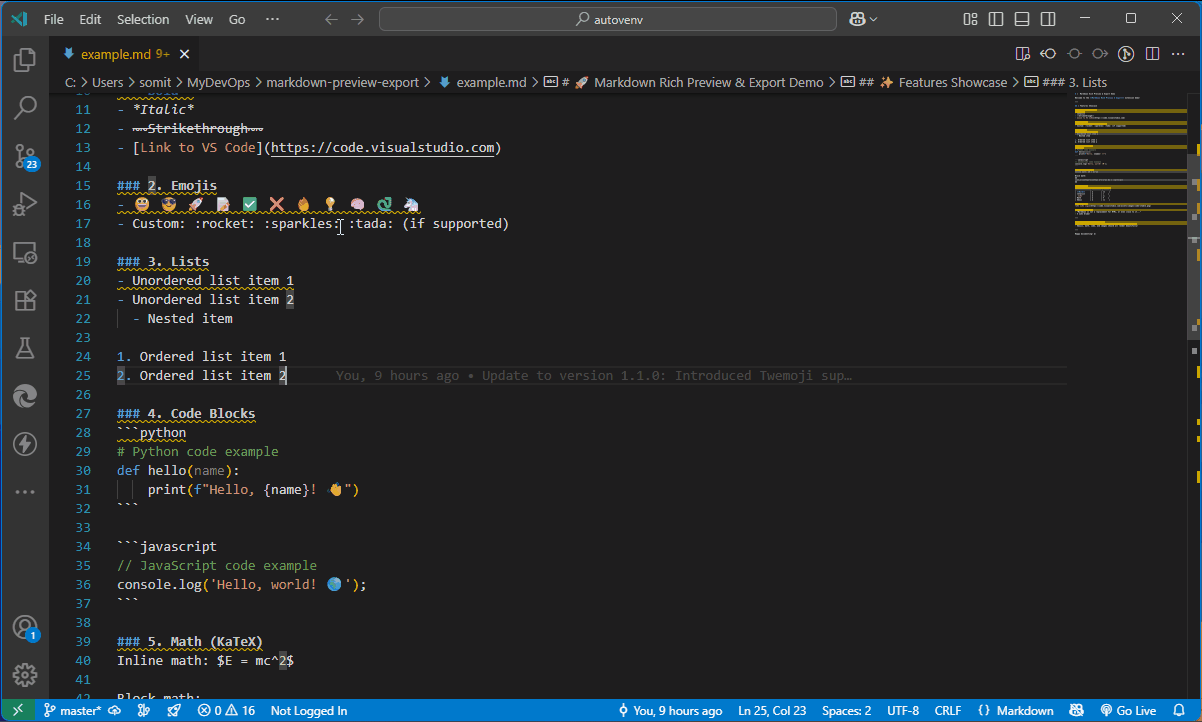 File Edit Selection View Go ··· autovenv
example.md 9+
C: > Users > somit > MyDevOps > markdown-preview-export > example.md > # 🚀 Markdown Rich Preview & Export Demo > ## ✨ Features Showcase > ### 3. Lists
11 - *Italic*
12 - ~~Strikethrough~~
13 - [Link to VS Code](https://code.visualstudio.com)
14
15 ### 2. Emojis
16 - 😃 😎 🚀 📝 ✅ ❌ 🔥 💡 🧠 🐉 🦄
17 - Custom: :rocket: :sparkles: :tada: (if supported)
18
19 ### 3. Lists
20 - Unordered list item 1
21 - Unordered list item 2
22   - Nested item
23
24 1. Ordered list item 1
25 2. Ordered list item 2 You, 9 hours ago • Update to version 1.1.0: Introduced Twemoji sup…
26
27 ### 4. Code Blocks
28 ```python
29 # Python code example
30 def hello(name):
31     print(f"Hello, {name}! 👋")
32 ```
33
34 ```javascript
35 // JavaScript code example
36 console.log('Hello, world! 🌍');
37 ```
38
39 ### 5. Math (KaTeX)
40 Inline math: $E = mc^2$
41
42 Block math:
23
1
master* 0 16 Not Logged In You, 9 hours ago Ln 25, Col 23 Spaces: 2 UTF-8 CRLF {} Markdown Go Live